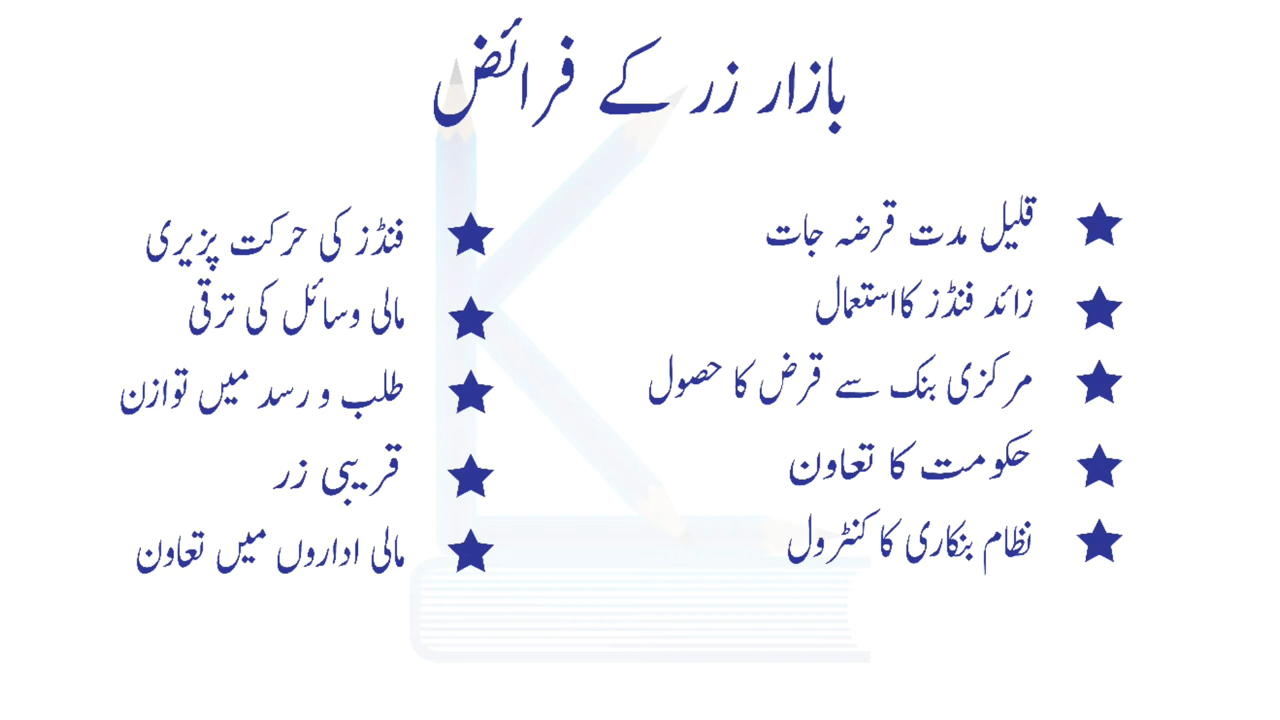 بازار زر کے فرائض
قلیل مدت قرضہ جات
زائد فنڈز کااستعمال
مرکزی بنک سے قرض کا حصول
حکومت کا تعاون
نظام بنکاری کا کنٹرول
فنڈز کی حرکت پزیری
مالی وسائل کی ترقی
طلب و رسد میں توازن
قریبی زر
مالی اداروں میں تعاون